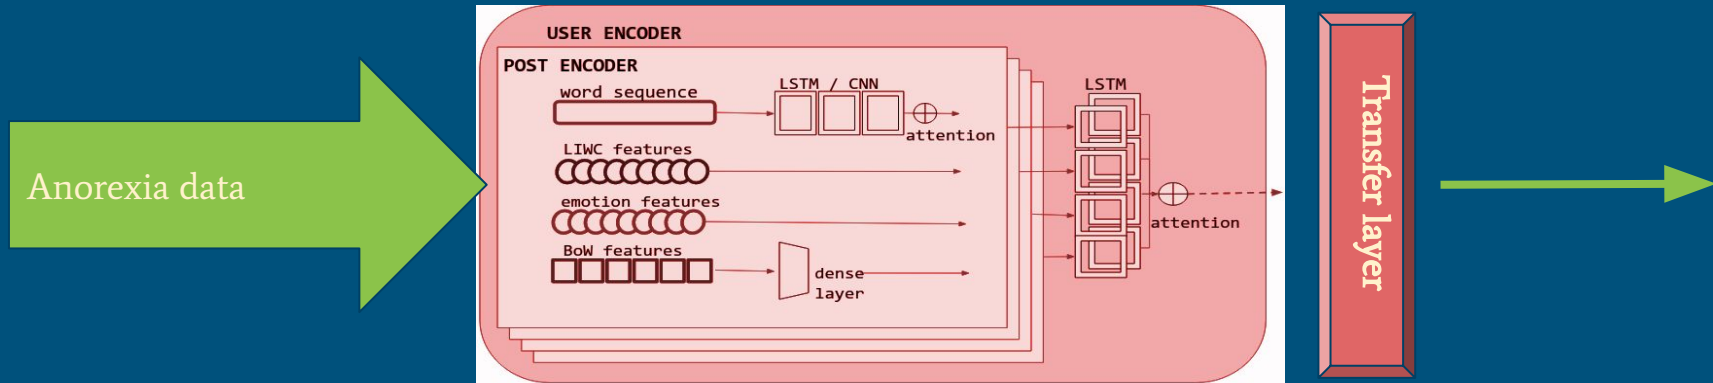 Anorexia data
USER ENCODER
POST ENCODER
word sequence
LSTM / CNN
attention
LIWC features
emotion features
BoW features
dense
layer
LSTM
attention
Transfer layer